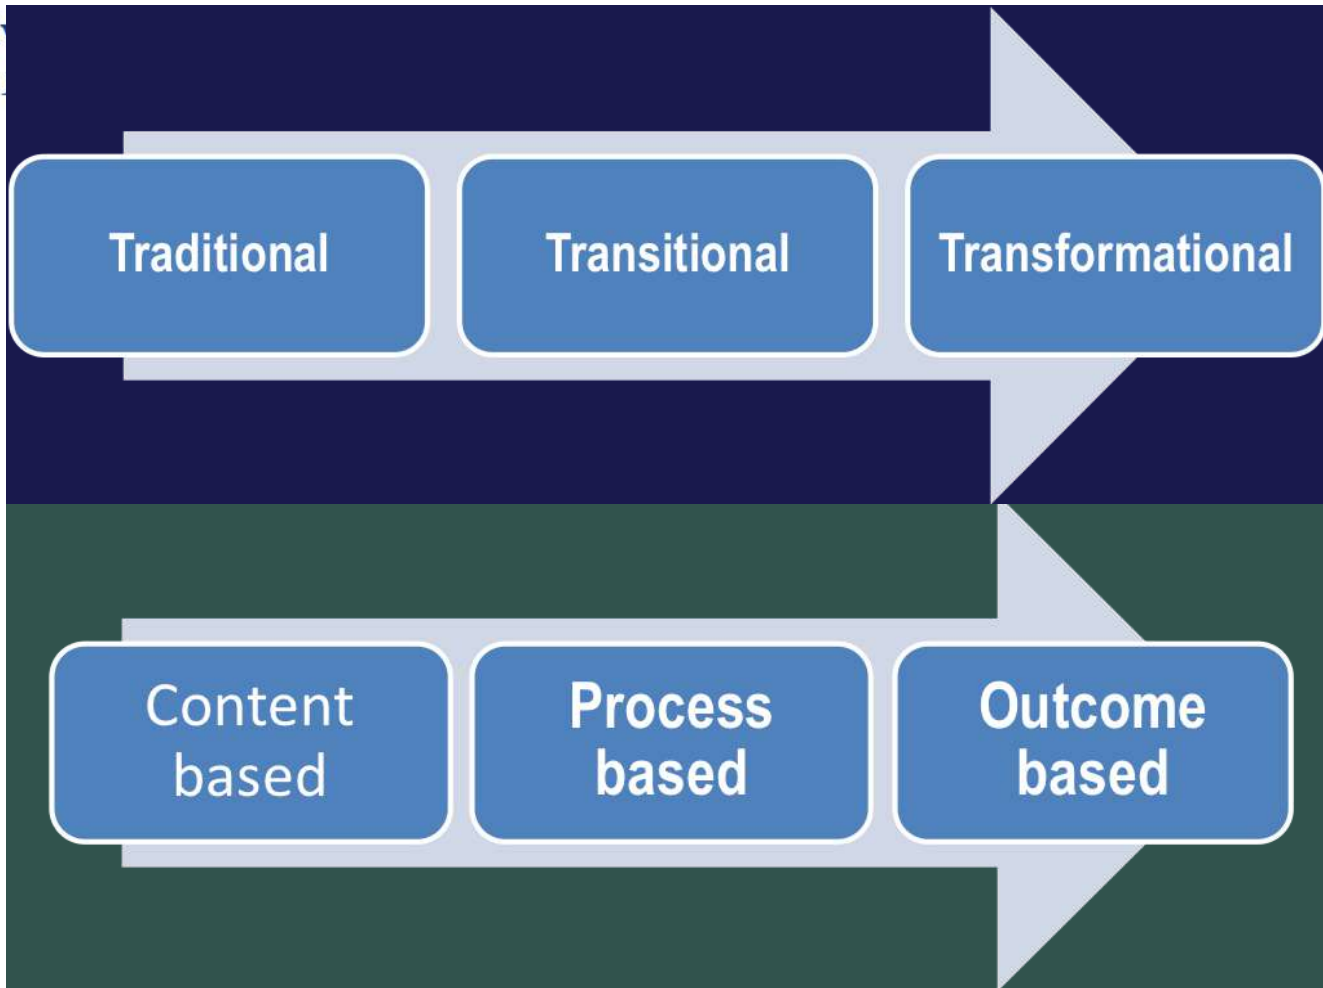 Traditional
Transitional
Transformational
Content
based
Process
based
Outcome
based